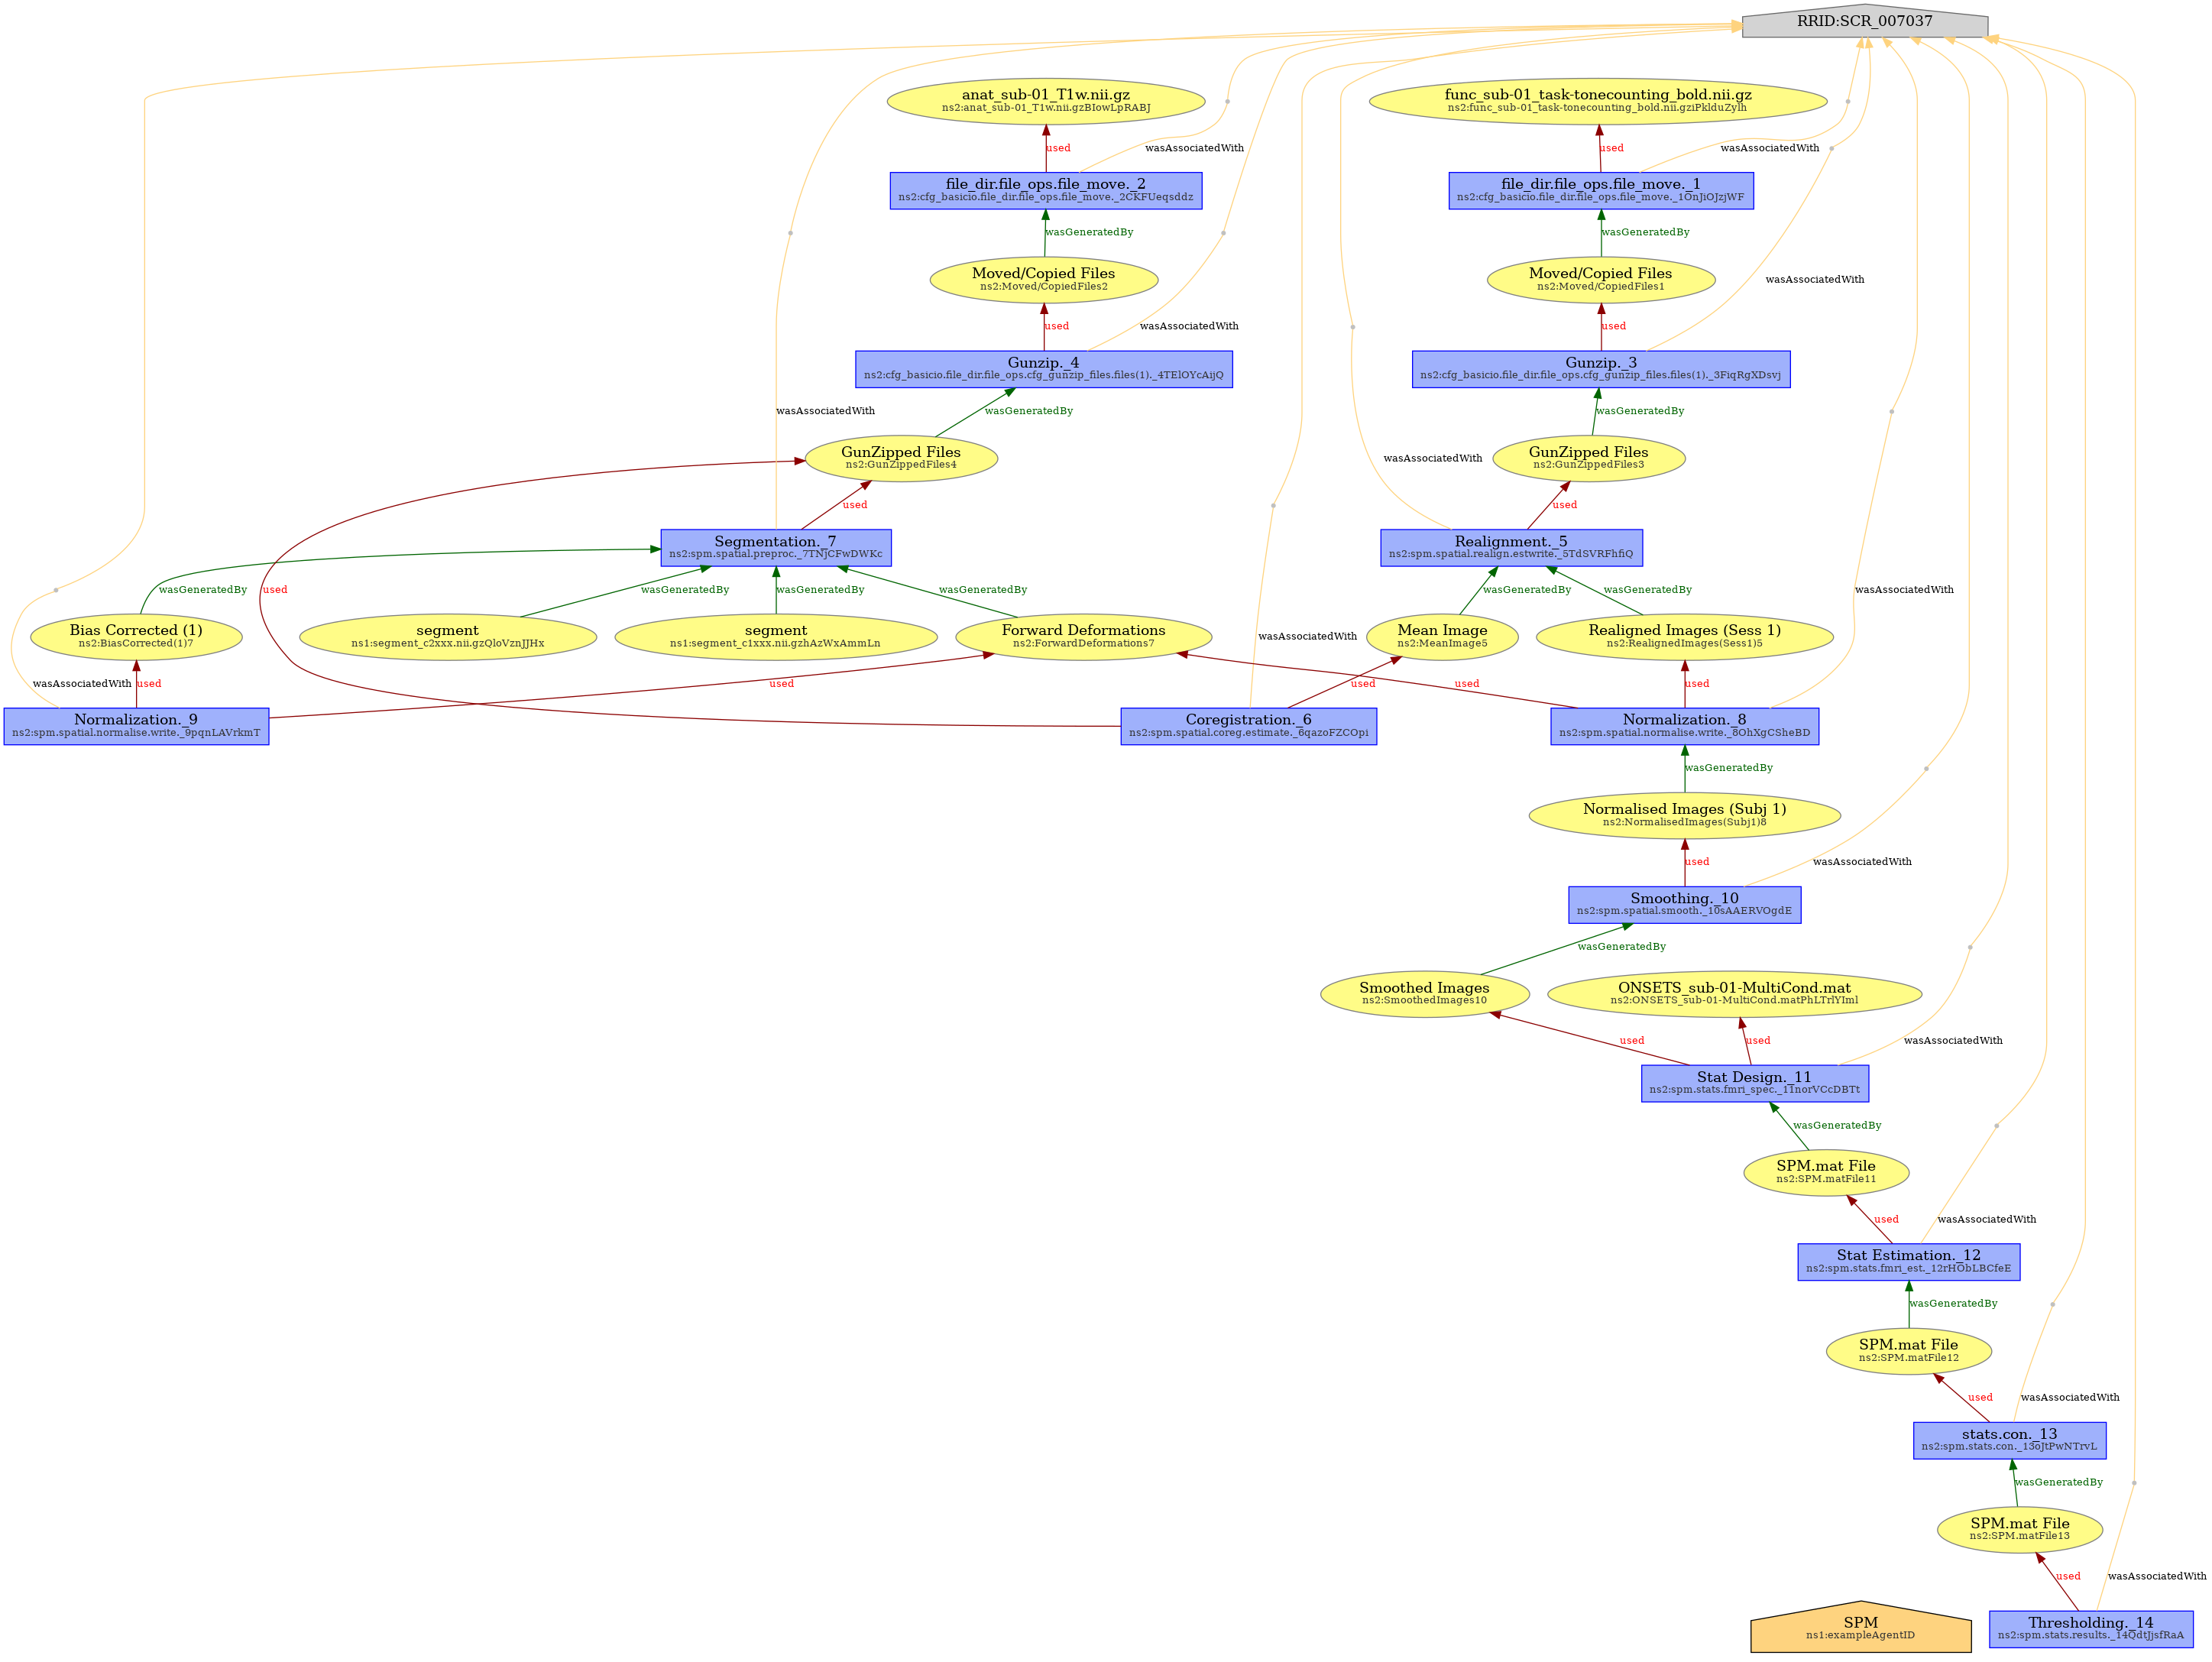 RRID:SCR_007037
anat_sub-01_T1w.nii.gz
ns2:anat_sub-01_T1w.nii.gzBIowLpRABJ
func_sub-01_task-tonecounting_bold.nii.gz
ns2:func_sub-01_task-tonecounting_bold.nii.gziPklduZylh
used
wasAssociatedWith
used
wasAssociatedWith
file_dir.file_ops.file_move._2
ns2:cfg_basicio.file_dir.file_ops.file_move._2CKFUeqsddz
file_dir.file_ops.file_move._1
ns2:cfg_basicio.file_dir.file_ops.file_move._1OnJiOJzjWF
wasGeneratedBy
wasGeneratedBy
Moved/Copied Files
ns2:Moved/CopiedFiles2
Moved/Copied Files
ns2:Moved/CopiedFiles1
wasAssociatedWith
used
wasAssociatedWith
used
Gunzip._4
ns2:cfg_basicio.file_dir.file_ops.cfg_gunzip_files.files(1)._4TElOYcAijQ
Gunzip._3
ns2:cfg_basicio.file_dir.file_ops.cfg_gunzip_files.files(1)._3FiqRgXDsvj
wasAssociatedWith
wasGeneratedBy
wasGeneratedBy
GunZipped Files
ns2:GunZippedFiles4
wasAssociatedWith
GunZipped Files
ns2:GunZippedFiles3
used
used
Segmentation._7
ns2:spm.spatial.preproc._7TNjCFwDWKc
Realignment._5
ns2:spm.spatial.realign.estwrite._5TdSVRFhfiQ
wasGeneratedBy
used
wasGeneratedBy
wasGeneratedBy
wasGeneratedBy
wasGeneratedBy
wasGeneratedBy
wasAssociatedWith
Bias Corrected (1)
ns2:BiasCorrected(1)7
segment
ns1:segment_c2xxx.nii.gzQloVznJJHx
segment
ns1:segment_c1xxx.nii.gzhAzWxAmmLn
Forward Deformations
ns2:ForwardDeformations7
wasAssociatedWith
Mean Image
ns2:MeanImage5
Realigned Images (Sess 1)
ns2:RealignedImages(Sess1)5
wasAssociatedWith
used
used
used
used
used
Normalization._9
ns2:spm.spatial.normalise.write._9pqnLAVrkmT
Coregistration._6
ns2:spm.spatial.coreg.estimate._6qazoFZCOpi
Normalization._8
ns2:spm.spatial.normalise.write._8OhXgCSheBD
wasGeneratedBy
Normalised Images (Subj 1)
ns2:NormalisedImages(Subj1)8
used
wasAssociatedWith
Smoothing._10
ns2:spm.spatial.smooth._10sAAERVOgdE
wasGeneratedBy
Smoothed Images
ns2:SmoothedImages10
ONSETS_sub-01-MultiCond.mat
ns2:ONSETS_sub-01-MultiCond.matPhLTrlYIml
used
used
wasAssociatedWith
Stat Design._11
ns2:spm.stats.fmri_spec._11norVCcDBTt
wasGeneratedBy
SPM.mat File
ns2:SPM.matFile11
used
wasAssociatedWith
Stat Estimation._12
ns2:spm.stats.fmri_est._12rHObLBCfeE
wasGeneratedBy
SPM.mat File
ns2:SPM.matFile12
used
wasAssociatedWith
stats.con._13
ns2:spm.stats.con._13oJtPwNTrvL
wasGeneratedBy
SPM.mat File
ns2:SPM.matFile13
used
wasAssociatedWith
SPM
ns1:exampleAgentID
Thresholding._14
ns2:spm.stats.results._14QdtJjsfRaA